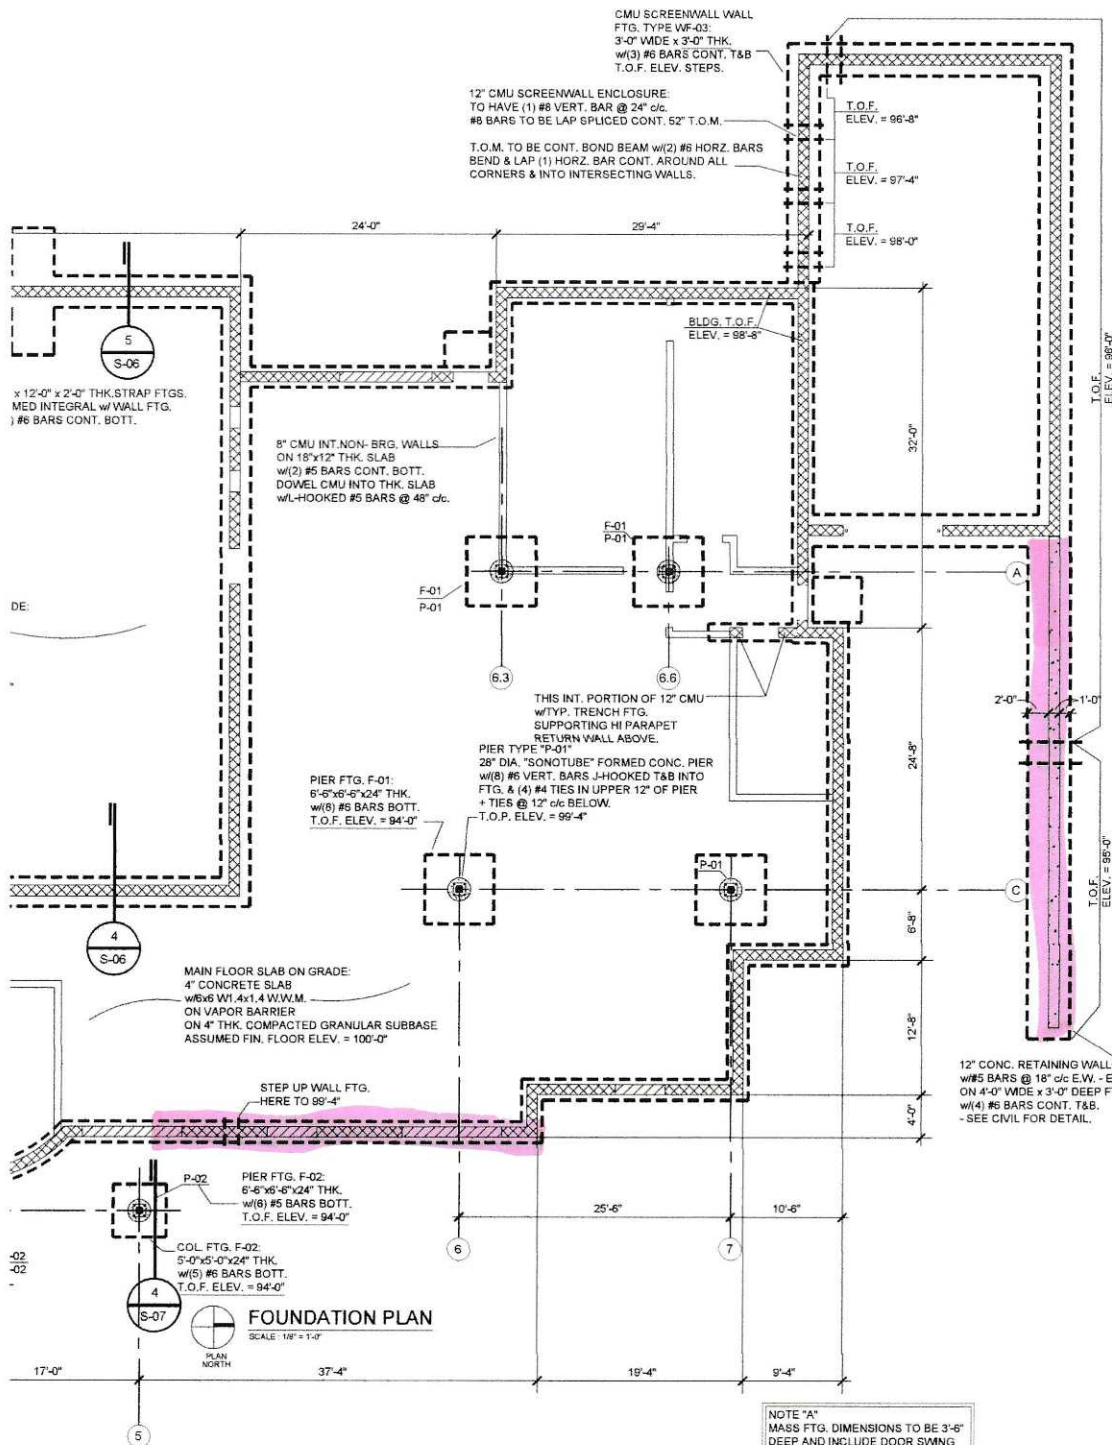 CMU SCREENWALL WALL
FTG. TYPE WF-03:
3'-0" WIDE x 3'-0" THK.
w/(3) #6 BARS CONT. T&B
T.O.F. ELEV. STEPS.
12" CMU SCREENWALL ENCLOSURE:
TO HAVE (1) #8 VERT. BAR @ 24" c/c.
#8 BARS TO BE LAP SPLICED CONT. 52" T.O.M.
T.O.M. TO BE CONT. BOND BEAM w/(2) #6 HORZ. BARS
BEND & LAP (1) HORZ. BAR CONT. AROUND ALL
CORNERS & INTO INTERSECTING WALLS.
T.O.F.
ELEV. = 96'-8"
T.O.F.
ELEV. = 97'-4"
T.O.F.
ELEV. = 98'-0"
24'-0"
29'-4"
BLDG. T.O.F.
ELEV. = 98'-8"
T.O.F.
ELEV. = 96'-0"
5
S-06
x 12'-0" x 2'-0" THK.STRAP FTGS.
MED INTEGRAL w/ WALL FTG.
) #6 BARS CONT. BOTT.
8" CMU INT.NON- BRG. WALLS
ON 18"x12" THK. SLAB
w/(2) #5 BARS CONT. BOTT.
DOWEL CMU INTO THK. SLAB
w/L-HOOKED #5 BARS @ 48" c/c.
32'-0"
F-01
P-01
F-01
P-01
A
DE:
6.3
6.6
THIS INT. PORTION OF 12" CMU
w/TYP. TRENCH FTG.
SUPPORTING HI PARAPET
RETURN WALL ABOVE.
2'-0"
1'-0"
24'-8"
PIER TYPE "P-01"
28" DIA. "SONOTUBE" FORMED CONC. PIER
w/(8) #6 VERT. BARS J-HOOKED T&B INTO
FTG. & (4) #4 TIES IN UPPER 12" OF PIER
+ TIES @ 12" c/c BELOW.
T.O.P. ELEV. = 99'-4"
PIER FTG. F-01:
6'-6"x6'-6"x24" THK.
w/(8) #6 BARS BOTT.
T.O.F. ELEV. = 94'-0"
P-01
C
T.O.F.
ELEV. = 95'-0"
4
S-06
6'-8"
MAIN FLOOR SLAB ON GRADE:
4" CONCRETE SLAB
w/6x6 W1.4x1.4 W.W.M.
ON VAPOR BARRIER
ON 4" THK. COMPACTED GRANULAR SUBBASE
ASSUMED FIN. FLOOR ELEV. = 100'-0"
12'-8"
12" CONC. RETAINING WALL
w/#5 BARS @ 18" c/c E.W. - E
ON 4'-0" WIDE x 3'-0" DEEP F
w/(4) #6 BARS CONT. T&B.
- SEE CIVIL FOR DETAIL.
STEP UP WALL FTG.
HERE TO 99'-4"
4'-0"
P-02
PIER FTG. F-02:
6'-6"x6'-6"x24" THK.
w/(6) #5 BARS BOTT.
T.O.F. ELEV. = 94'-0"
25'-6"
10'-6"
6
7
-02
-02
COL. FTG. F-02:
5'-0"x5'-0"x24" THK.
w/(5) #6 BARS BOTT.
T.O.F. ELEV. = 94'-0"
4
S-07
FOUNDATION PLAN
SCALE : 1/8" = 1'-0"
PLAN
NORTH
17'-0"
37'-4"
19'-4"
9'-4"
5
NOTE "A"
MASS FTG. DIMENSIONS TO BE 3'-6"
DEEP AND INCLUDE DOOR SWING